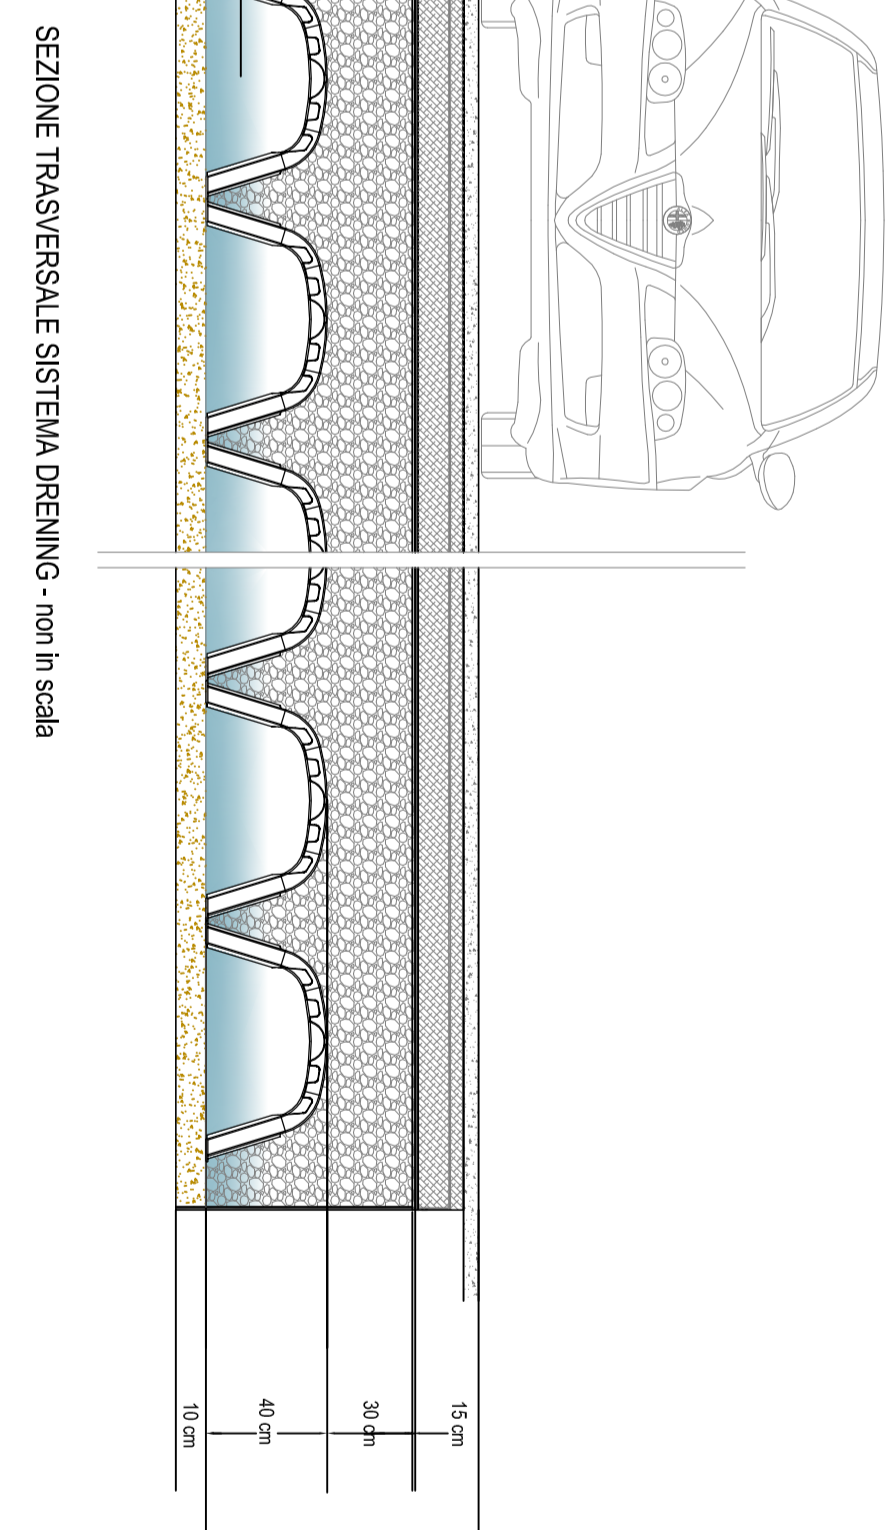 SEZIONE TRASVERSALE SISTEMA DRENING - non in scala
15 cm
30 cm
40 cm
10 cm